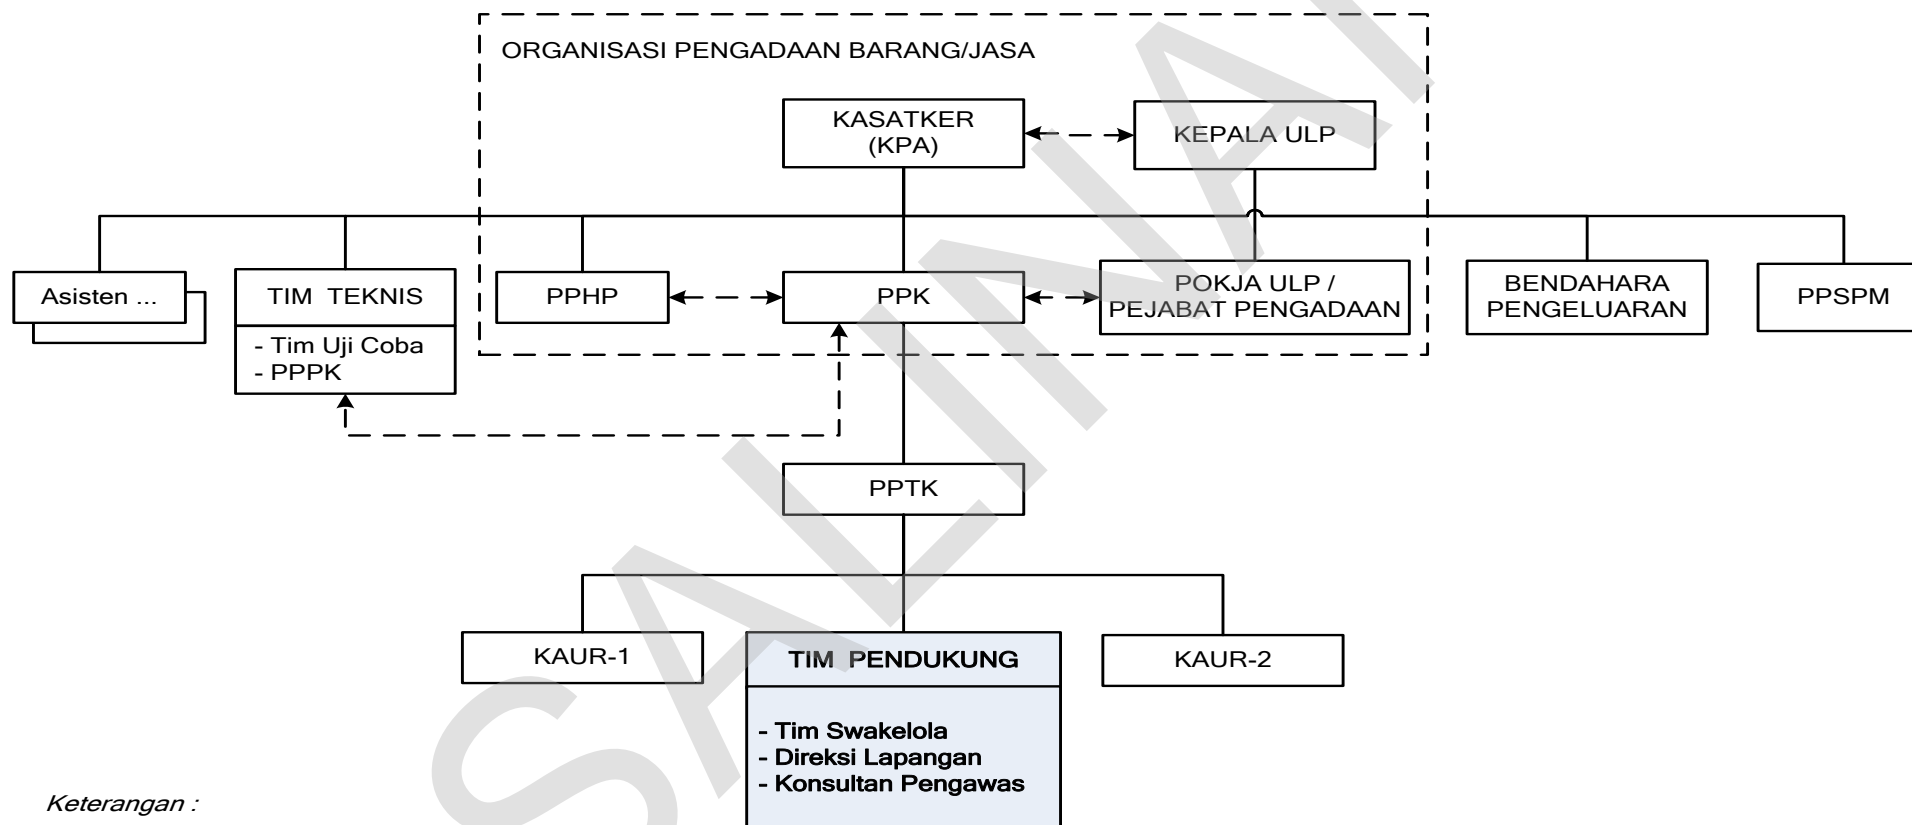 ORGANISASI PENGADAAN BARANG/JASA
KASATKER
(KPA)
KEPALA ULP
Asisten ...
TIM TEKNIS
- Tim Uji Coba
- PPPK
PPHP
PPK
POKJA ULP /
PEJABAT PENGADAAN
BENDAHARA
PENGELUARAN
PPSPM
PPTK
KAUR-1
TIM PENDUKUNG
- Tim Swakelola
- Direksi Lapangan
- Konsultan Pengawas
KAUR-2
Keterangan :
SALINAN